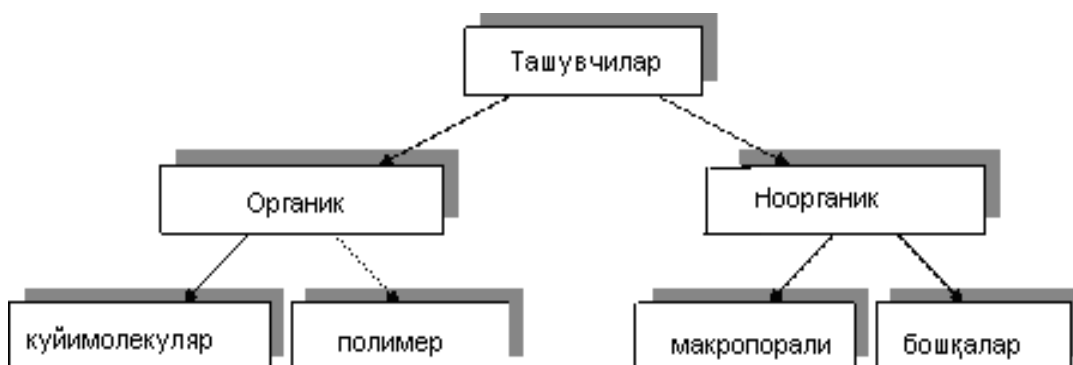 Ташувчилар
Органик
Ноорганик
куйимолекуляр
полимер
макропорали
бошқалар